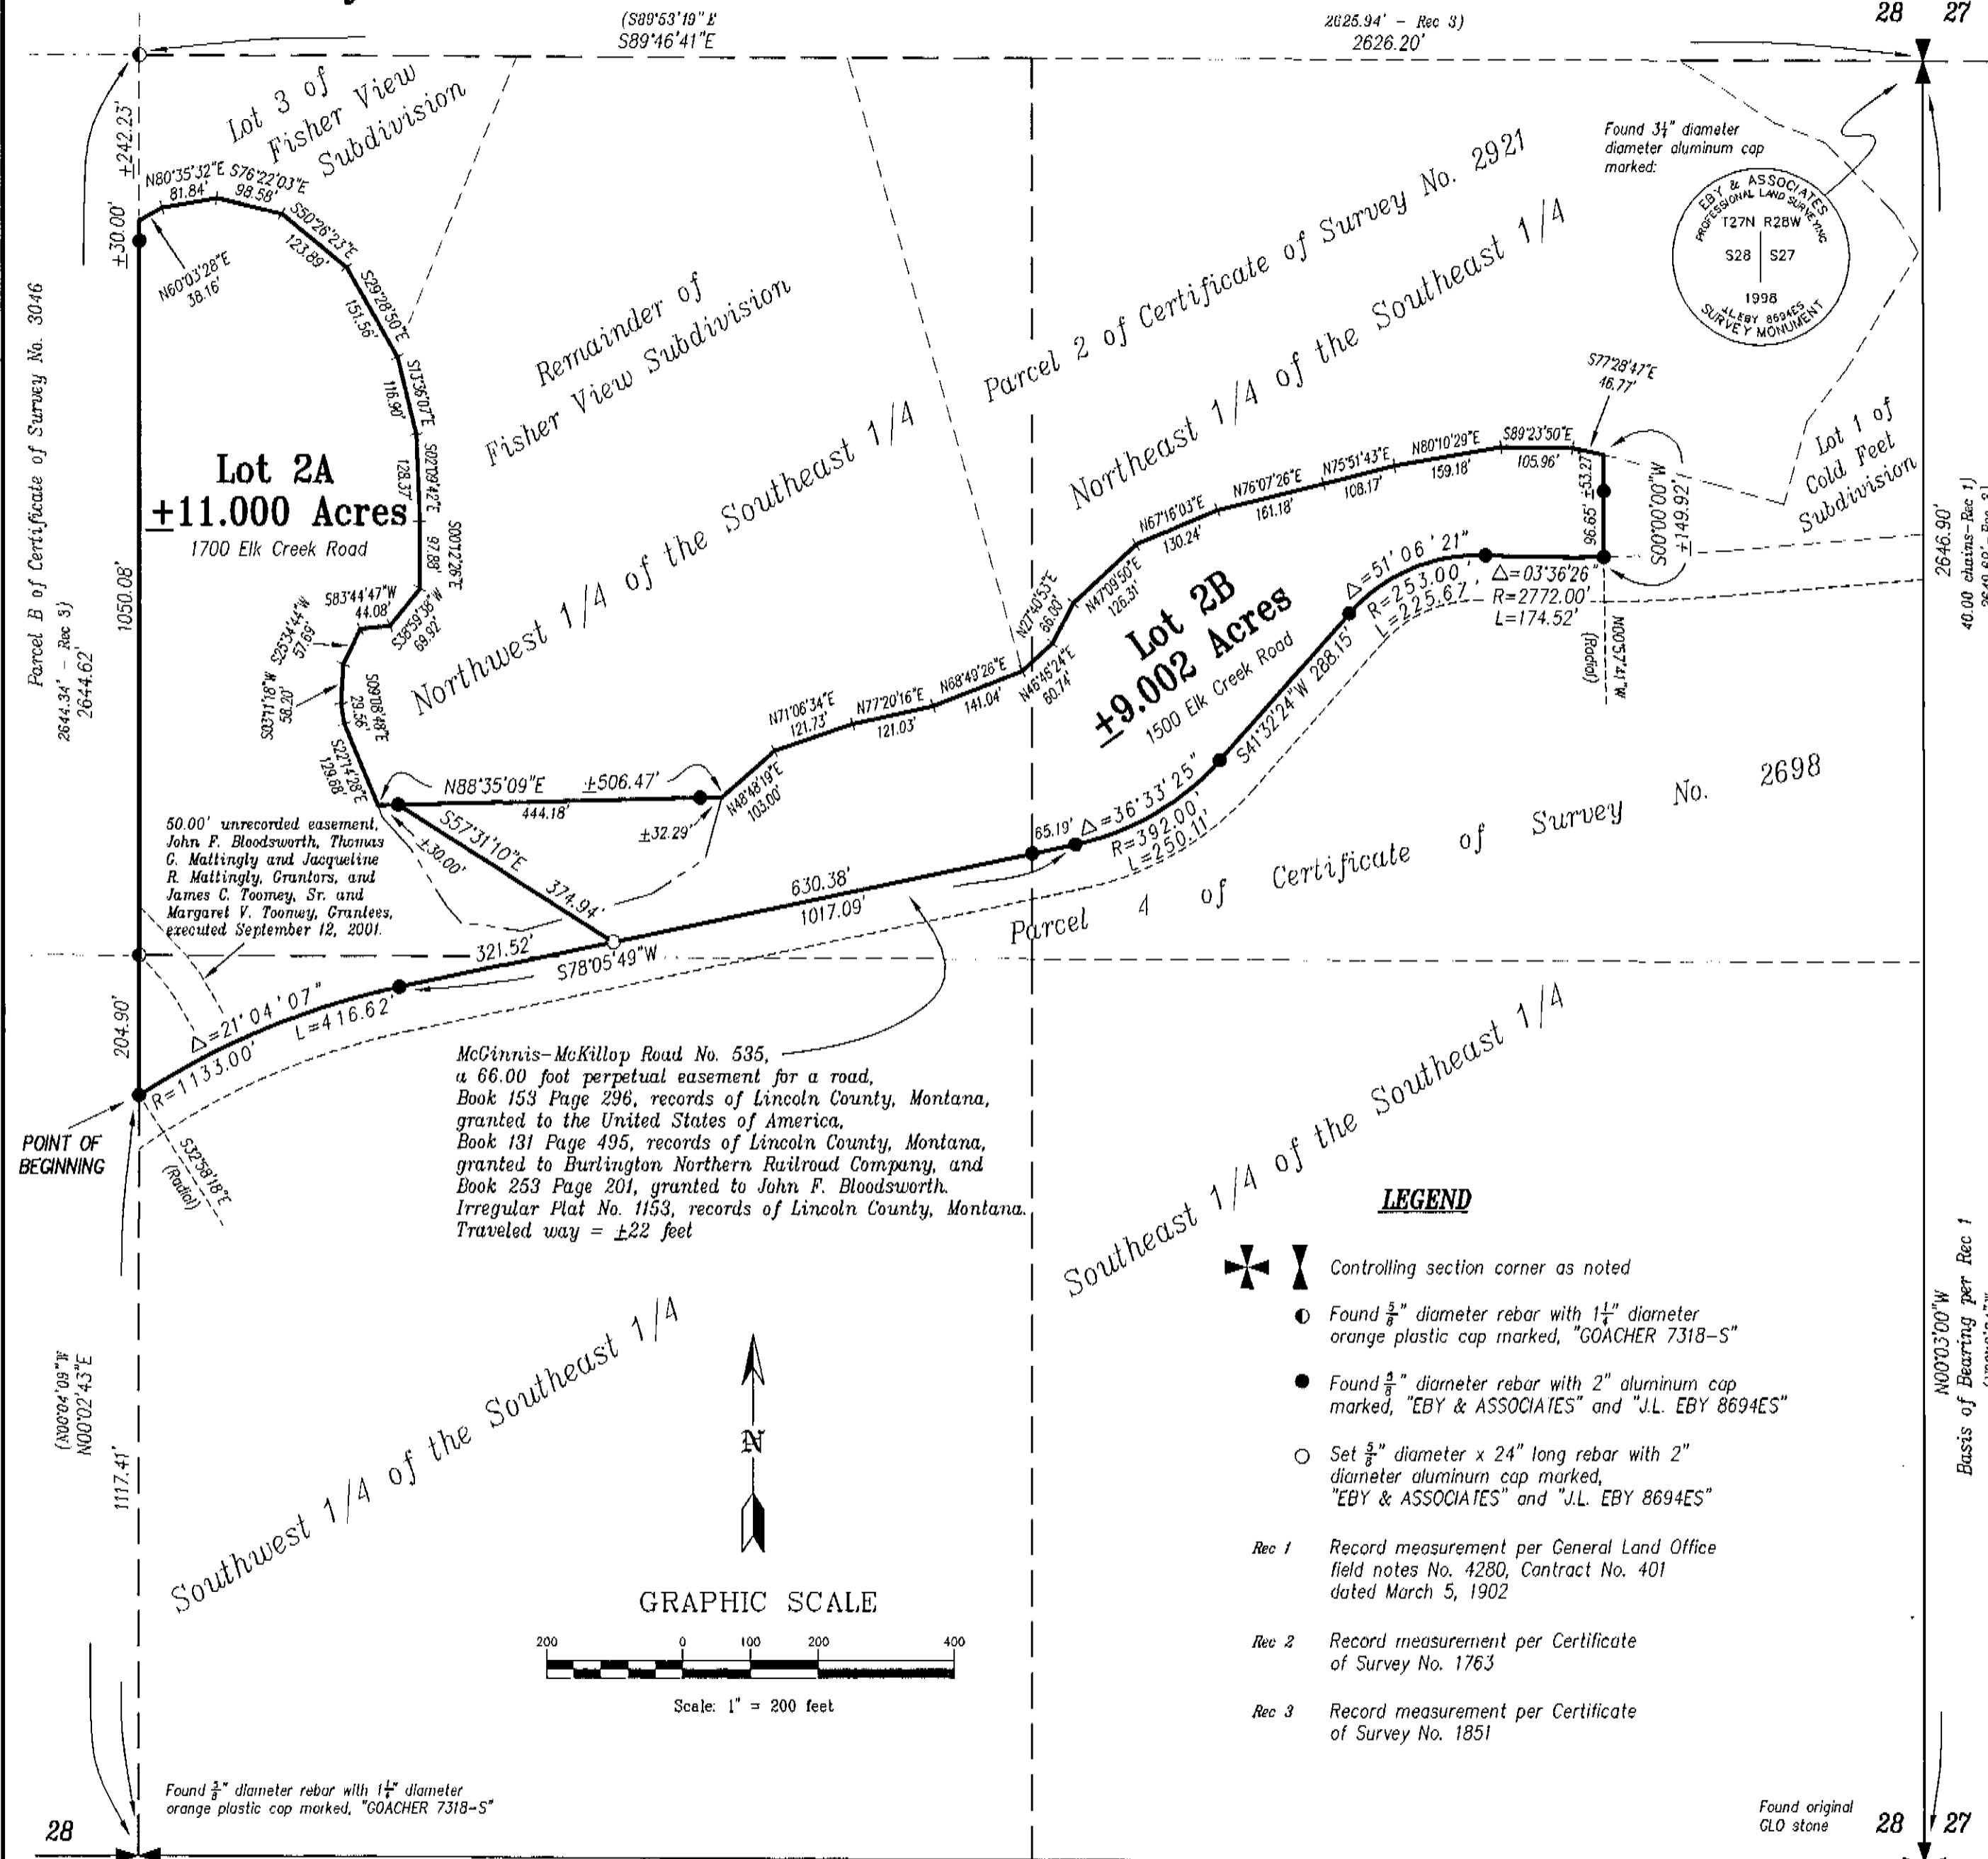 (S89°53'19"E
S89°46'41"E
2625.94' - Rec 3)
2626.20'
28 27
Lot 3 of
Fisher View
Subdivision
±242.23'
±30.00'
N80°35'32"E
81.84'
S76°22'03"E
98.58'
S50°26'23"E
123.89'
N60°03'28"E
38.16'
S29°28'50"E
151.56'
S13°36'07"E
116.90'
S02°09'42"E
128.37'
S00°12'26"E
97.88'
S38°59'38"W
69.92'
S83°44'47"W
44.08'
S25°34'44"W
57.69'
S03°11'18"W
58.20'
S09°08'48"E
29.56'
S22°14'28"E
129.68'
Lot 2A
±11.000 Acres
1700 Elk Creek Road
Parcel B of Certificate of Survey No. 3046
2644.34' - Rec 3)
2644.62'
1050.08'
Remainder of
Fisher View Subdivision
Northwest 1/4 of the Southeast 1/4
Parcel 2 of Certificate of Survey No. 2921
Northeast 1/4 of the Southeast 1/4
Found 3¼" diameter
diameter aluminum cap
marked:
EBY & ASSOCIATES
PROFESSIONAL LAND SURVEYING
T27N R28W
S28 S27
1998
J.L.EBY 8694ES
SURVEY MONUMENT
S77°28'47"E
46.77'
Lot 1 of
Cold Feet
Subdivision
S89°23'50"E
105.96'
N80°10'29"E
159.18'
N75°51'43"E
108.17'
N76°07'26"E
161.18'
N67°16'03"E
130.24'
N47°09'50"E
126.31'
N27°40'53"E
66.00'
N46°46'24"E
60.74'
N68°49'26"E
141.04'
N77°20'16"E
121.03'
N71°06'34"E
121.73'
N48°48'19"E
103.00'
±53.27'
96.65'
S00°00'00"W
±149.92'
2646.90'
40.00 chains-Rec 1)
Lot 2B
±9.002 Acres
1500 Elk Creek Road
Δ=51°06'21"
R=253.00'
L=225.67'
Δ=03°36'26"
R=2772.00'
L=174.52'
N00°57'41"W
(Radial)
S41°32'24"W 288.15'
Δ=36°33'25"
R=392.00'
L=250.11'
65.19'
N88°35'09"E ±506.47'
444.18'
±32.29'
±30.00'
S57°31'10"E
374.94'
630.38'
1017.09'
321.52'
S78°05'49"W
Parcel 4 of Certificate of Survey No. 2698
50.00' unrecorded easement,
John F. Bloodsworth, Thomas
G. Mattingly and Jacqueline
R. Mattingly, Grantors, and
James C. Toomey, Sr. and
Margaret V. Toomey, Grantees,
executed September 12, 2001.
204.90'
Δ=21°04'07"
R=1133.00'
L=416.62'
POINT OF
BEGINNING
S32°58'18"E
(Radial)
McGinnis-McKillop Road No. 535,
a 66.00 foot perpetual easement for a road,
Book 153 Page 296, records of Lincoln County, Montana,
granted to the United States of America,
Book 131 Page 495, records of Lincoln County, Montana,
granted to Burlington Northern Railroad Company, and
Book 253 Page 201, granted to John F. Bloodsworth.
Irregular Plat No. 1153, records of Lincoln County, Montana.
Traveled way = ±22 feet
Southeast 1/4 of the Southeast 1/4
Southwest 1/4 of the Southeast 1/4
(N00°04'09"W
N00°02'43"E
1117.41'
N00°03'00"W
Basis of Bearing per Rec 1
N
GRAPHIC SCALE
200 0 100 200 400
Scale: 1" = 200 feet
LEGEND
Controlling section corner as noted
Found ⅝" diameter rebar with 1¼" diameter
orange plastic cap marked, "GOACHER 7318-S"
Found ⅝" diameter rebar with 2" aluminum cap
marked, "EBY & ASSOCIATES" and "J.L. EBY 8694ES"
Set ⅝" diameter x 24" long rebar with 2"
diameter aluminum cap marked,
"EBY & ASSOCIATES" and "J.L. EBY 8694ES"
Rec 1 Record measurement per General Land Office
field notes No. 4280, Contract No. 401
dated March 5, 1902
Rec 2 Record measurement per Certificate
of Survey No. 1763
Rec 3 Record measurement per Certificate
of Survey No. 1851
Found ⅝" diameter rebar with 1¼" diameter
orange plastic cap marked, "GOACHER 7318-S"
28
Found original
GLO stone
28 27